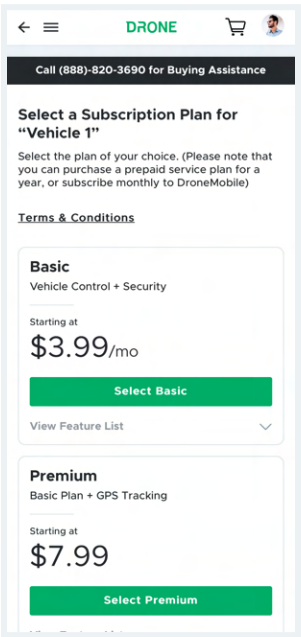 DRONE
Call (888)-820-3690 for Buying Assistance
Select a Subscription Plan for
“Vehicle 1”
Select the plan of your choice. (Please note that
you can purchase a prepaid service plan for a
year, or subscribe monthly to DroneMobile)
Terms & Conditions
Basic
Vehicle Control + Security
Starting at
$3.99/mo
Select Basic
View Feature List
Premium
Basic Plan + GPS Tracking
Starting at
$7.99
Select Premium